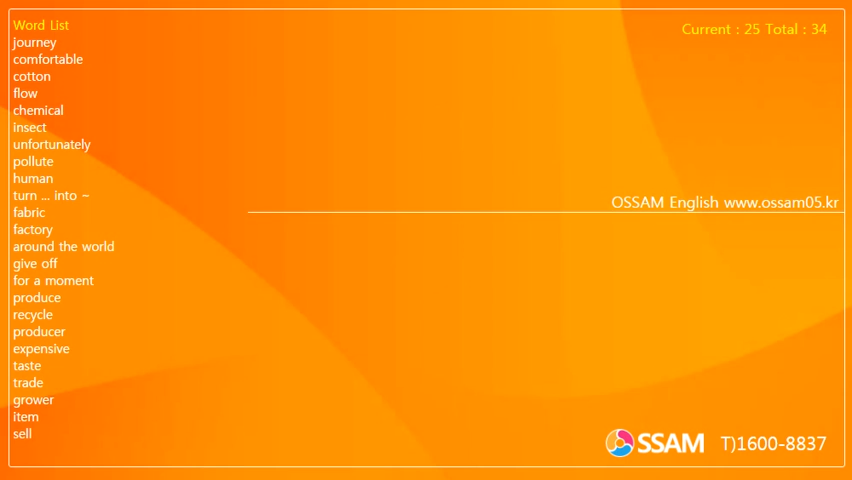 Word List
journey
comfortable
cotton
flow
chemical
insect
unfortunately
pollute
human
turn ... into ~
fabric
factory
around the world
give off
for a moment
produce
recycle
producer
expensive
taste
trade
grower
item
sell
Current : 25 Total : 34
OSSAM English www.ossam05.kr
OSSAM T)1600-8837